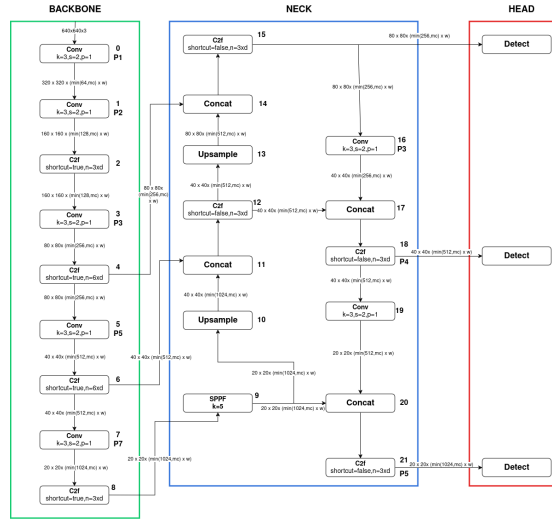 BACKBONE
NECK
HEAD
640x640x3
Conv
k=3,s=2,p=1
0
P1
320 x 320 x (min(64,mc) x w)
Conv
k=3,s=2,p=1
1
P2
160 x 160 x (min(128,mc) x w)
C2f
shortcut=true,n=3xd
2
160 x 160 x (min(128,mc) x w)
Conv
k=3,s=2,p=1
3
P3
80 x 80x (min(256,mc) x w)
C2f
shortcut=true,n=6xd
4
80 x 80x (min(256,mc) x w)
Conv
k=3,s=2,p=1
5
P5
40 x 40x (min(512,mc) x w)
C2f
shortcut=true,n=6xd
6
40 x 40x (min(512,mc) x w)
Conv
k=3,s=2,p=1
7
P7
20 x 20x (min(1024,mc) x w)
C2f
shortcut=true,n=3xd
8
80 x 80x
(min(256,mc)
x w)
40 x 40x (min(512,mc) x w)
20 x 20x (min(1024,mc) x w)
C2f
shortcut=false,n=3xd
15
Concat
14
80 x 80x (min(512,mc) x w)
Upsample
13
40 x 40x (min(512,mc) x w)
C2f
shortcut=false,n=3xd
12
40 x 40x (min(512,mc) x w)
Concat
11
40 x 40x (min(1024,mc) x w)
Upsample
10
20 x 20x (min(1024,mc) x w)
SPPF
k=5
9
20 x 20x (min(1024,mc) x w)
80 x 80x (min(256,mc) x w)
80 x 80x (min(256,mc) x w)
Conv
k=3,s=2,p=1
16
P3
40 x 40x (min(256,mc) x w)
Concat
17
C2f
shortcut=false,n=3xd
18
P4
40 x 40x (min(512,mc) x w)
40 x 40x (min(512,mc) x w)
Conv
k=3,s=2,p=1
19
20 x 20x (min(512,mc) x w)
Concat
20
C2f
shortcut=false,n=3xd
21
P5
20 x 20x (min(1024,mc) x w)
Detect
Detect
Detect